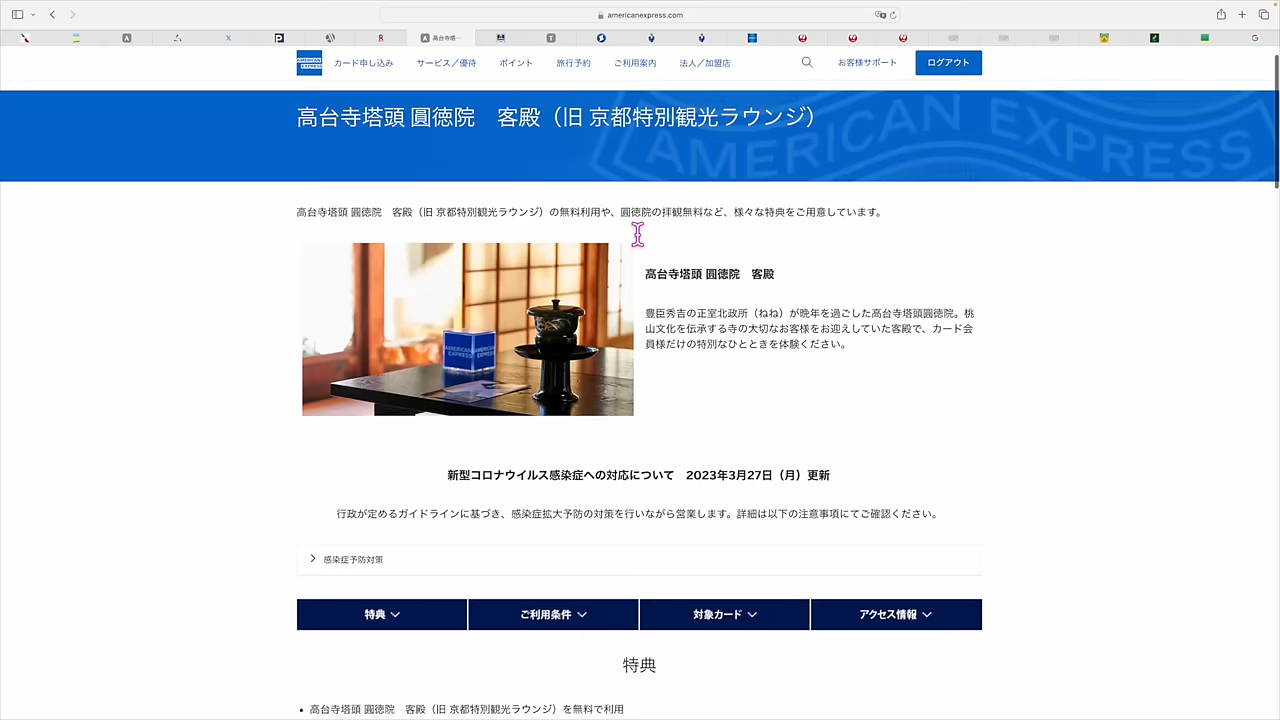 americanexpress.com
高台寺塔…
カード申し込み
サービス／優待
ポイント
旅行予約
ご利用案内
法人／加盟店
お客様サポート
ログアウト
高台寺塔頭 圓徳院　客殿（旧 京都特別観光ラウンジ）
AMERICAN EXPRESS
高台寺塔頭 圓徳院　客殿（旧 京都特別観光ラウンジ）の無料利用や、圓徳院の拝観無料など、様々な特典をご用意しています。
高台寺塔頭 圓徳院　客殿
豊臣秀吉の正室北政所（ねね）が晩年を過ごした高台寺塔頭圓徳院。桃
山文化を伝承する寺の大切なお客様をお迎えしていた客殿で、カード会
員様だけの特別なひとときを体験ください。
AMERICAN EXPRESS
AMERICAN EXPRESS
新型コロナウイルス感染症への対応について　2023年3月27日（月）更新
行政が定めるガイドラインに基づき、感染症拡大予防の対策を行いながら営業します。詳細は以下の注意事項にてご確認ください。
感染症予防対策
特典
ご利用条件
対象カード
アクセス情報
特典
• 高台寺塔頭 圓徳院　客殿（旧 京都特別観光ラウンジ）を無料で利用